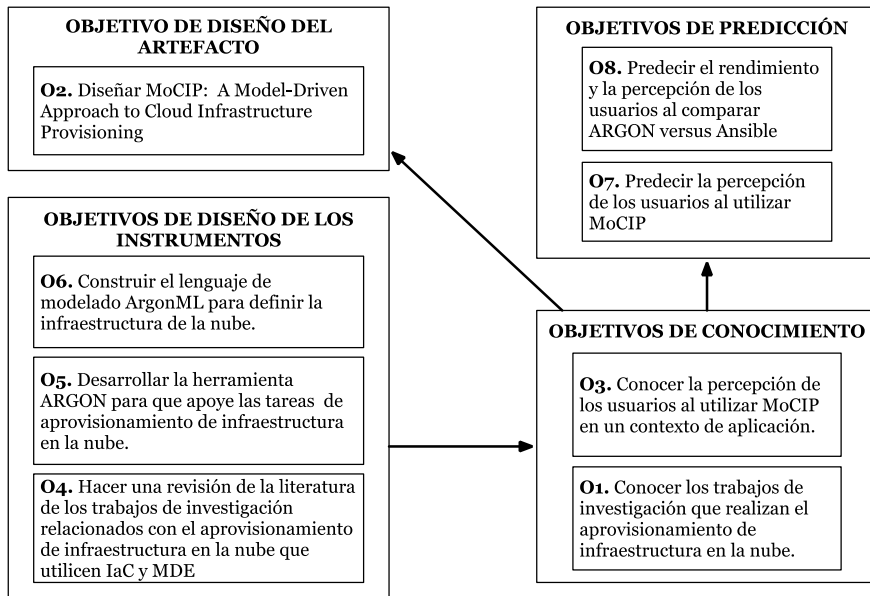 OBJETIVO DE DISEÑO DEL
ARTEFACTO
O2. Diseñar MoCIP: A Model-Driven
Approach to Cloud Infrastructure
Provisioning
OBJETIVOS DE DISEÑO DE LOS
INSTRUMENTOS
O6. Construir el lenguaje de
modelado ArgonML para definir la
infraestructura de la nube.
O5. Desarrollar la herramienta
ARGON para que apoye las tareas de
aprovisionamiento de infraestructura
en la nube.
O4. Hacer una revisión de la literatura
de los trabajos de investigación
relacionados con el aprovisionamiento
de infraestructura en la nube que
utilicen IaC y MDE
OBJETIVOS DE PREDICCIÓN
O8. Predecir el rendimiento
y la percepción de los
usuarios al comparar
ARGON versus Ansible
O7. Predecir la percepción
de los usuarios al utilizar
MoCIP
OBJETIVOS DE CONOCIMIENTO
O3. Conocer la percepción de
los usuarios al utilizar MoCIP
en un contexto de aplicación.
O1. Conocer los trabajos de
investigación que realizan el
aprovisionamiento de
infraestructura en la nube.